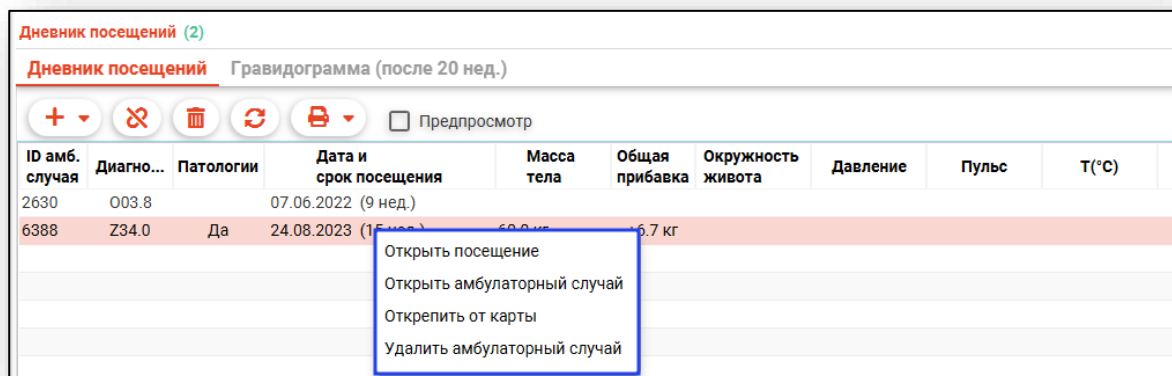 Дневник посещений (2)
Дневник посещений Гравидограмма (после 20 нед.)
Предпросмотр
ID амб. случая Диагно... Патологии Дата и срок посещения Масса тела Общая прибавка Окружность живота Давление Пульс T(°C)
2630 O03.8 07.06.2022 (9 нед.)
6388 Z34.0 Да 24.08.2023 6.7 кг
Открыть посещение
Открыть амбулаторный случай
Открепить от карты
Удалить амбулаторный случай